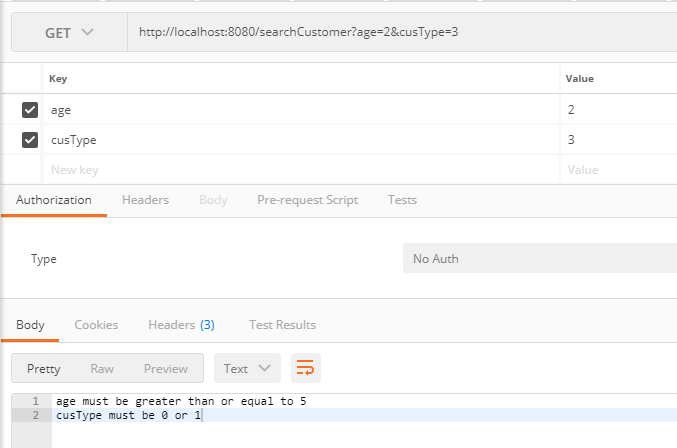 GET http://localhost:8080/searchCustomer?age=2&cusType=3
Key Value
age 2
cusType 3
New key Value
Authorization Headers Body Pre-request Script Tests
Type No Auth
Body Cookies Headers (3) Test Results
Pretty Raw Preview Text
1 age must be greater than or equal to 5
2 cusType must be 0 or 1